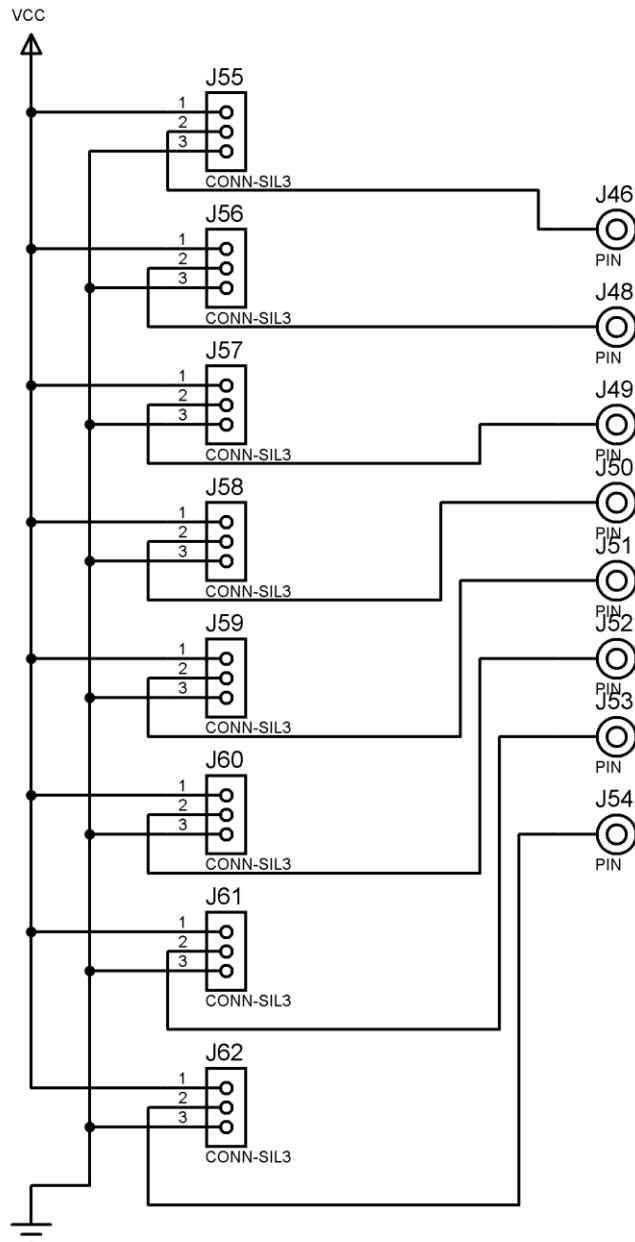 VCC
J55
1
2
3
CONN-SIL3
J46
PIN
J56
1
2
3
CONN-SIL3
J48
PIN
J57
1
2
3
CONN-SIL3
J49
PIN
J58
1
2
3
CONN-SIL3
J50
PIN
J51
PIN
J59
1
2
3
CONN-SIL3
J52
PIN
J53
PIN
J60
1
2
3
CONN-SIL3
J54
PIN
J61
1
2
3
CONN-SIL3
J62
1
2
3
CONN-SIL3